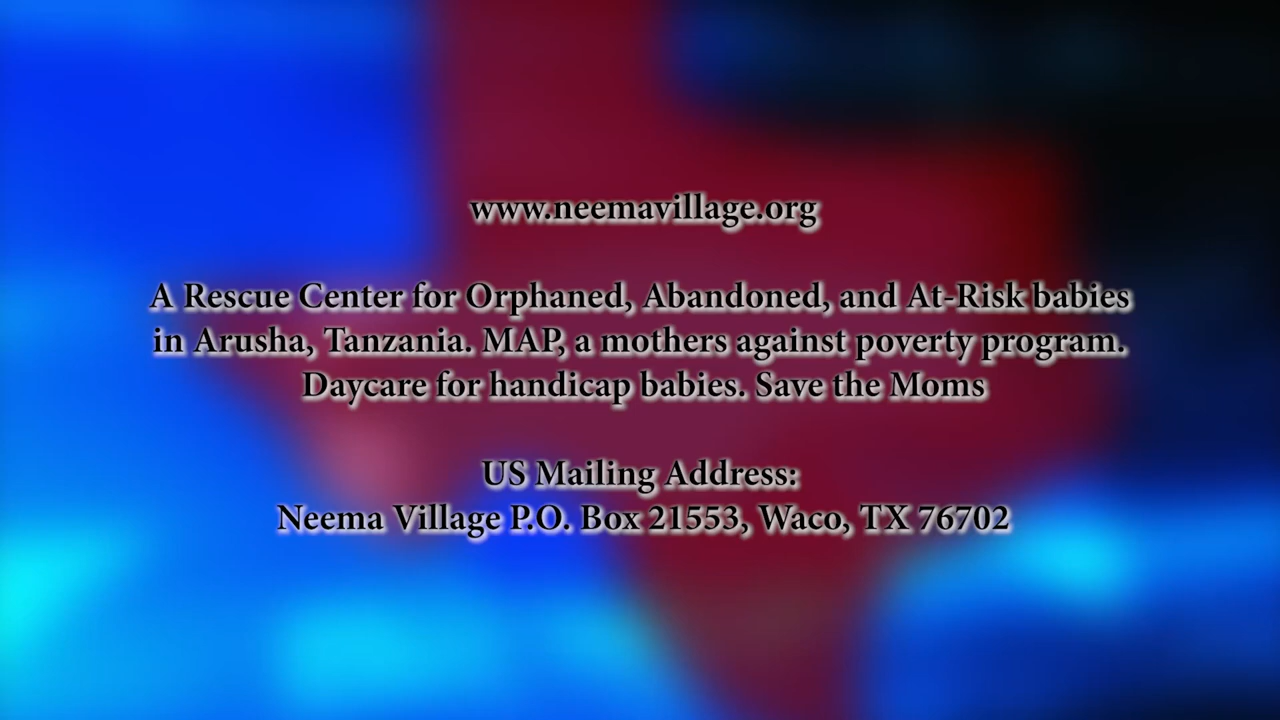 www.neemavillage.org
A Rescue Center for Orphaned, Abandoned, and At-Risk babies
in Arusha, Tanzania. MAP, a mothers against poverty program.
Daycare for handicap babies. Save the Moms
US Mailing Address:
Neema Village P.O. Box 21553, Waco, TX 76702